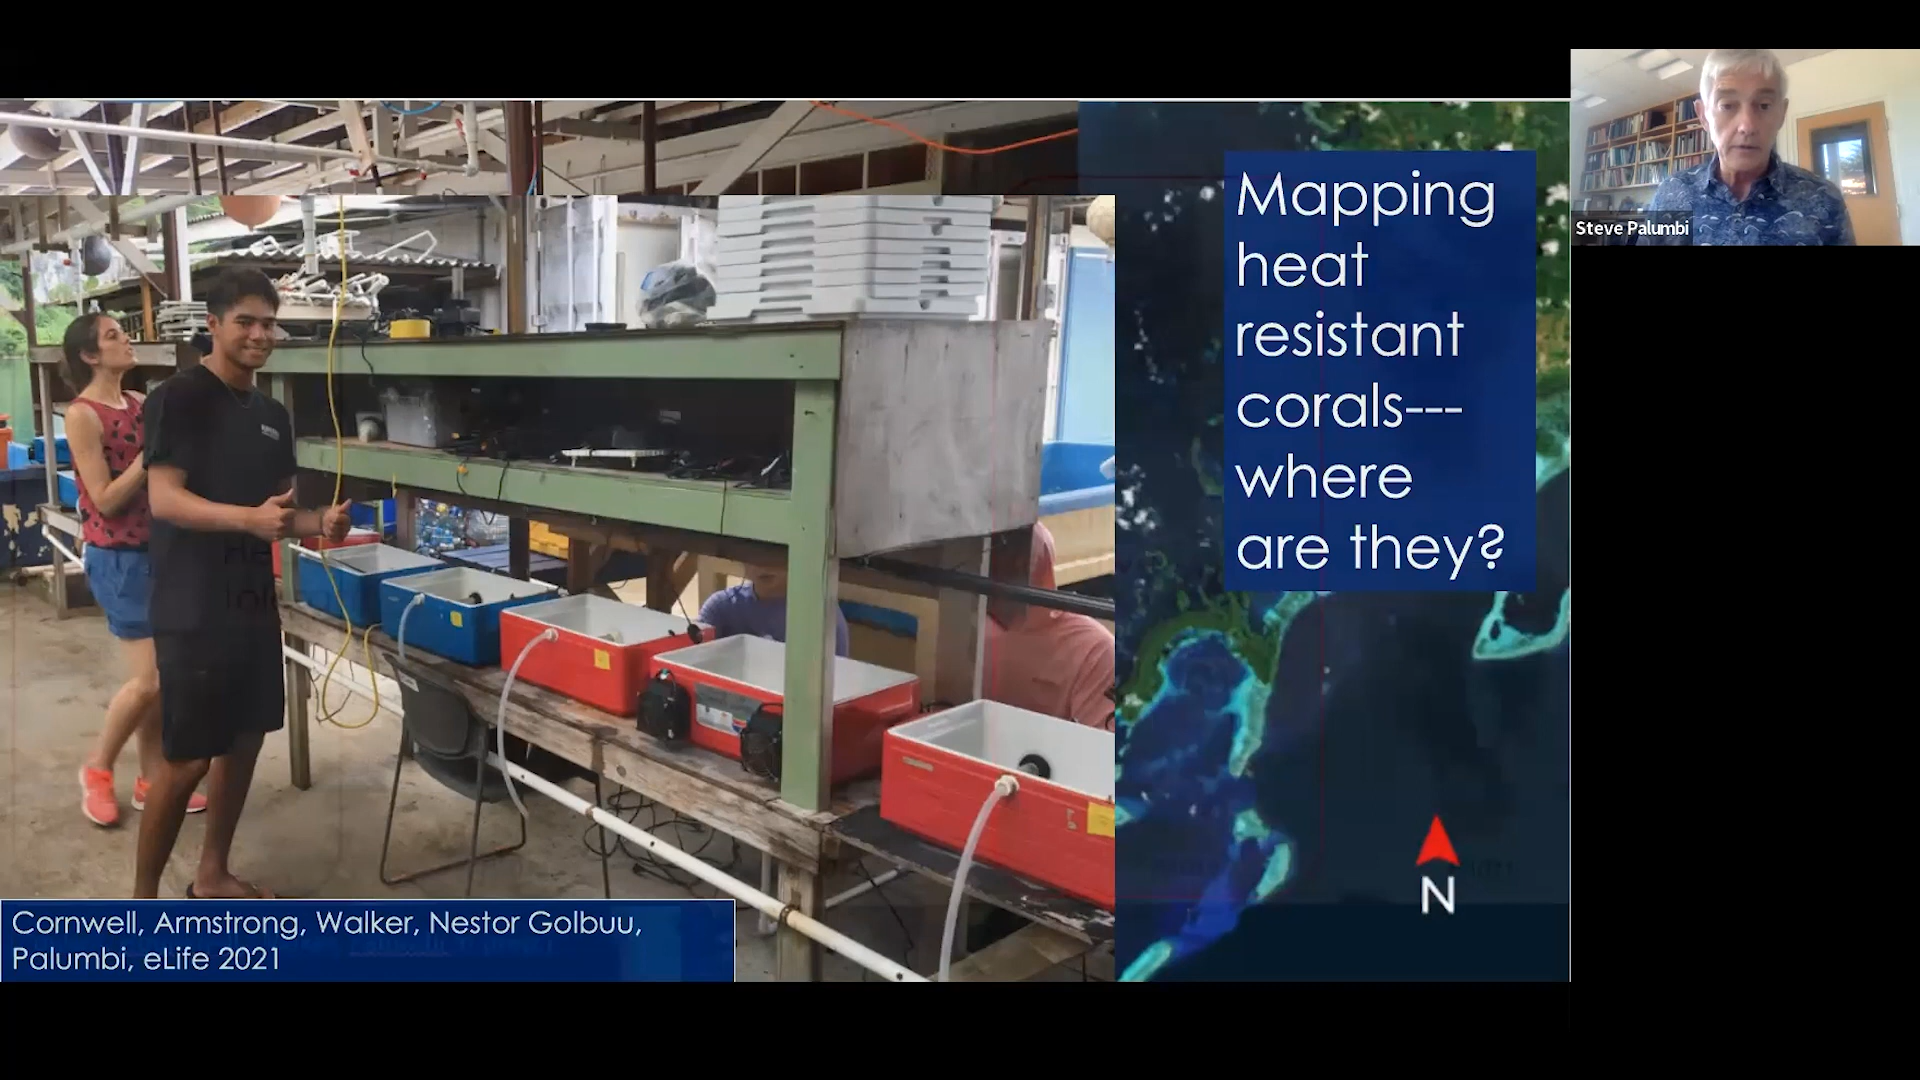 Mapping
heat
resistant
corals---
where
are they?
Steve Palumbi
N
Cornwell, Armstrong, Walker, Nestor Golbuu,
Palumbi, eLife 2021